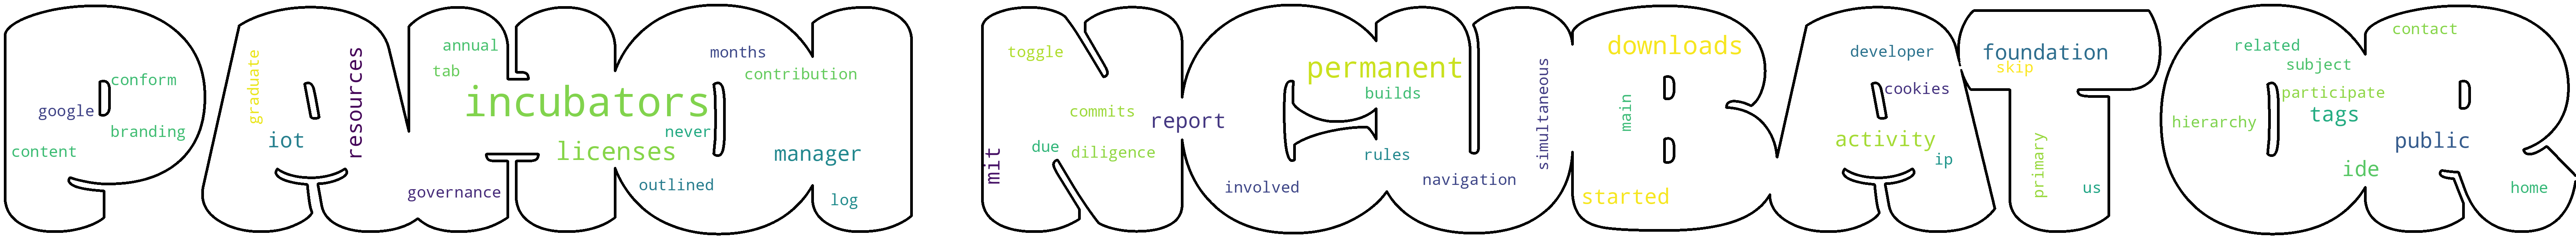 PAHO INCUBATOR
conform
google
branding
content
graduate
iot
resources
annual
tab
incubators
licenses
governance
months
contribution
never
manager
outlined
log
toggle
commits
due
diligence
mit
report
permanent
builds
rules
involved
navigation
simultaneous
downloads
main
started
developer
cookies
activity
ip
foundation
skip
primary
us
related
subject
contact
participate
hierarchy
tags
public
ide
home